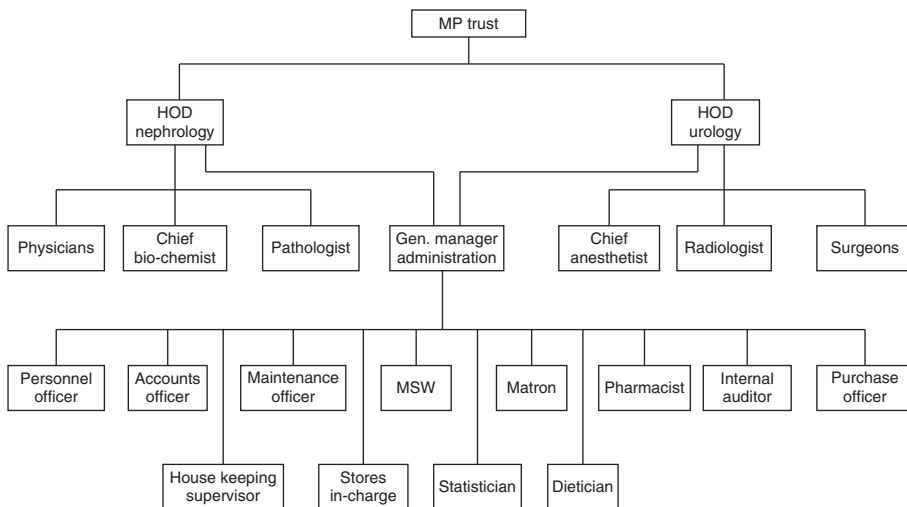 MP trust
HOD
nephrology
HOD
urology
Physicians
Chief
bio-chemist
Pathologist
Gen. manager
administration
Chief
anesthetist
Radiologist
Surgeons
Personnel
officer
Accounts
officer
Maintenance
officer
MSW
Matron
Pharmacist
Internal
auditor
Purchase
officer
House keeping
supervisor
Stores
in-charge
Statistician
Dietician